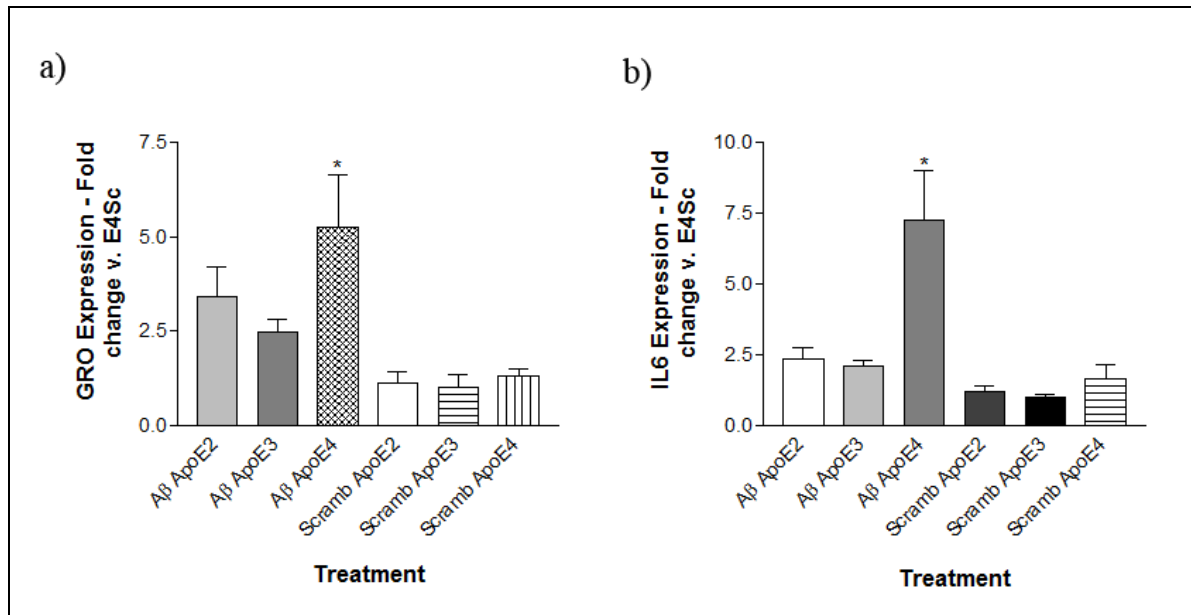 a)
GRO Expression - Fold
change v. E4Sc
7.5
5.0
2.5
0.0
*
Aβ ApoE2
Aβ ApoE3
Aβ ApoE4
Scramb ApoE2
Scramb ApoE3
Scramb ApoE4
Treatment
b)
IL6 Expression - Fold
change v. E4Sc
10.0
7.5
5.0
2.5
0.0
*
Aβ ApoE2
Aβ ApoE3
Aβ ApoE4
Scramb ApoE2
Scramb ApoE3
Scramb ApoE4
Treatment